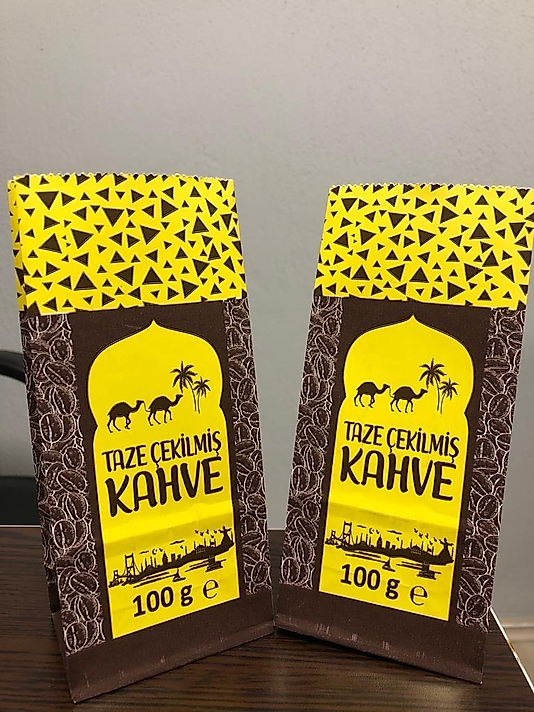 TAZE ÇEKİLMİŞ
KAHVE
100 g ℮
TAZE ÇEKİLMİŞ
KAHVE
100 g ℮